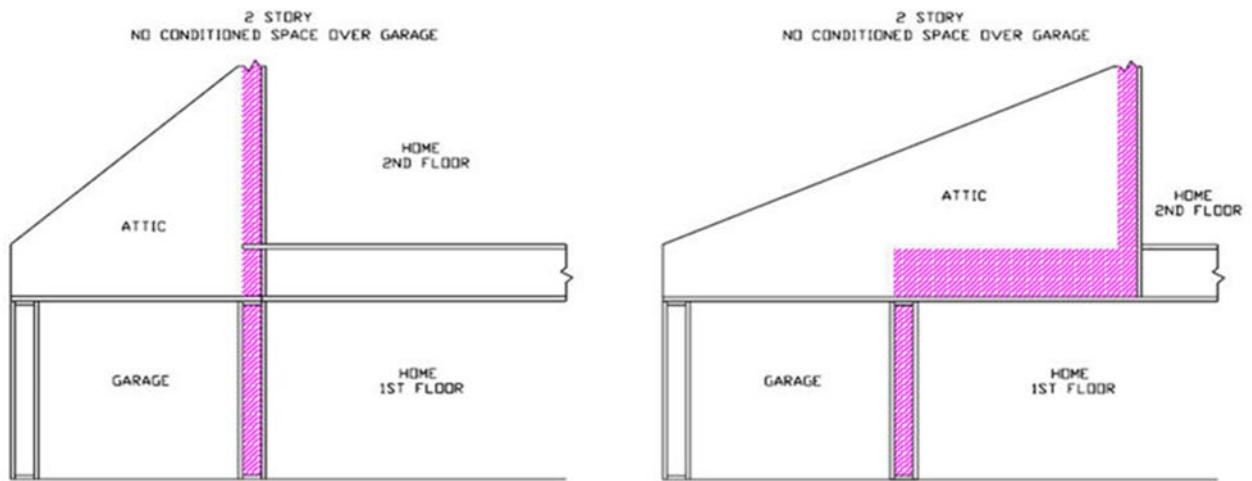 2 STORY
NO CONDITIONED SPACE OVER GARAGE
HOME
2ND FLOOR
ATTIC
GARAGE
HOME
1ST FLOOR
2 STORY
NO CONDITIONED SPACE OVER GARAGE
ATTIC
HOME
2ND FLOOR
GARAGE
HOME
1ST FLOOR